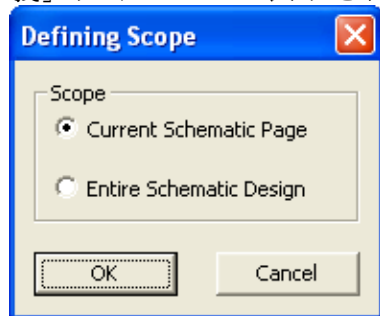 Defining Scope
Scope
Current Schematic Page
Entire Schematic Design
OK
Cancel